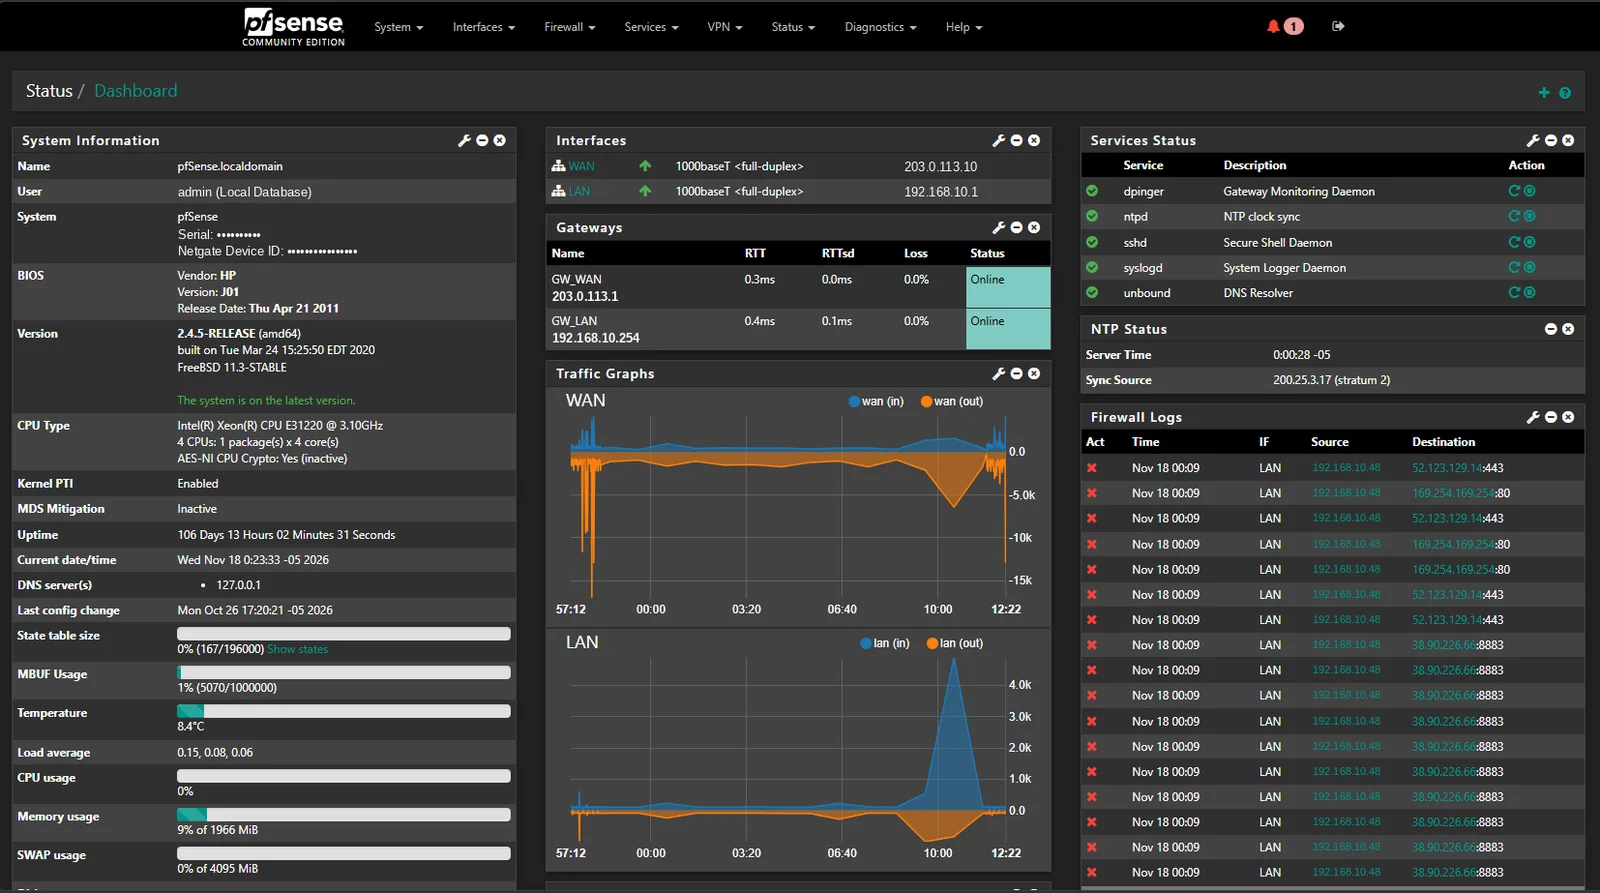 pfsense
COMMUNITY EDITION
System
Interfaces
Firewall
Services
VPN
Status
Diagnostics
Help
1
Status / Dashboard
System Information
Name pfSense.localdomain
User admin (Local Database)
System pfSense
Serial: •••••••••
Netgate Device ID: ••••••••••••••
BIOS Vendor: HP
Version: J01
Release Date: Thu Apr 21 2011
Version 2.4.5-RELEASE (amd64)
built on Tue Mar 24 15:25:50 EDT 2020
FreeBSD 11.3-STABLE
The system is on the latest version.
CPU Type Intel(R) Xeon(R) CPU E31220 @ 3.10GHz
4 CPUs: 1 package(s) x 4 core(s)
AES-NI CPU Crypto: Yes (inactive)
Kernel PTI Enabled
MDS Mitigation Inactive
Uptime 106 Days 13 Hours 02 Minutes 31 Seconds
Current date/time Wed Nov 18 0:23:33 -05 2026
DNS server(s) • 127.0.0.1
Last config change Mon Oct 26 17:20:21 -05 2026
State table size
0% (167/196000) Show states
MBUF Usage
1% (5070/1000000)
Temperature
8.4°C
Load average 0.15, 0.08, 0.06
CPU usage
0%
Memory usage
9% of 1966 MiB
SWAP usage
0% of 4095 MiB
Interfaces
WAN 1000baseT <full-duplex> 203.0.113.10
LAN 1000baseT <full-duplex> 192.168.10.1
Gateways
Name RTT RTTsd Loss Status
GW_WAN 0.3ms 0.0ms 0.0% Online
203.0.113.1
GW_LAN 0.4ms 0.1ms 0.0% Online
192.168.10.254
Traffic Graphs
WAN
wan (in) wan (out)
0.0
-5.0k
-10k
-15k
57:12 00:00 03:20 06:40 10:00 12:22
LAN
lan (in) lan (out)
4.0k
3.0k
2.0k
1.0k
0.0
57:12 00:00 03:20 06:40 10:00 12:22
Services Status
Service Description Action
dpinger Gateway Monitoring Daemon
ntpd NTP clock sync
sshd Secure Shell Daemon
syslogd System Logger Daemon
unbound DNS Resolver
NTP Status
Server Time 0:00:28 -05
Sync Source 200.25.3.17 (stratum 2)
Firewall Logs
Act Time IF Source Destination
Nov 18 00:09 LAN 192.168.10.48 52.123.129.14:443
Nov 18 00:09 LAN 192.168.10.48 169.254.169.254:80
Nov 18 00:09 LAN 192.168.10.48 52.123.129.14:443
Nov 18 00:09 LAN 192.168.10.48 169.254.169.254:80
Nov 18 00:09 LAN 192.168.10.48 169.254.169.254:80
Nov 18 00:09 LAN 192.168.10.48 52.123.129.14:443
Nov 18 00:09 LAN 192.168.10.48 52.123.129.14:443
Nov 18 00:09 LAN 192.168.10.48 38.90.226.66:8883
Nov 18 00:09 LAN 192.168.10.48 38.90.226.66:8883
Nov 18 00:09 LAN 192.168.10.48 38.90.226.66:8883
Nov 18 00:09 LAN 192.168.10.48 38.90.226.66:8883
Nov 18 00:09 LAN 192.168.10.48 38.90.226.66:8883
Nov 18 00:09 LAN 192.168.10.48 38.90.226.66:8883
Nov 18 00:09 LAN 192.168.10.48 38.90.226.66:8883
Nov 18 00:09 LAN 192.168.10.48 38.90.226.66:8883
Nov 18 00:09 LAN 192.168.10.48 38.90.226.66:8883
Nov 18 00:09 LAN 192.168.10.48 38.90.226.66:8883